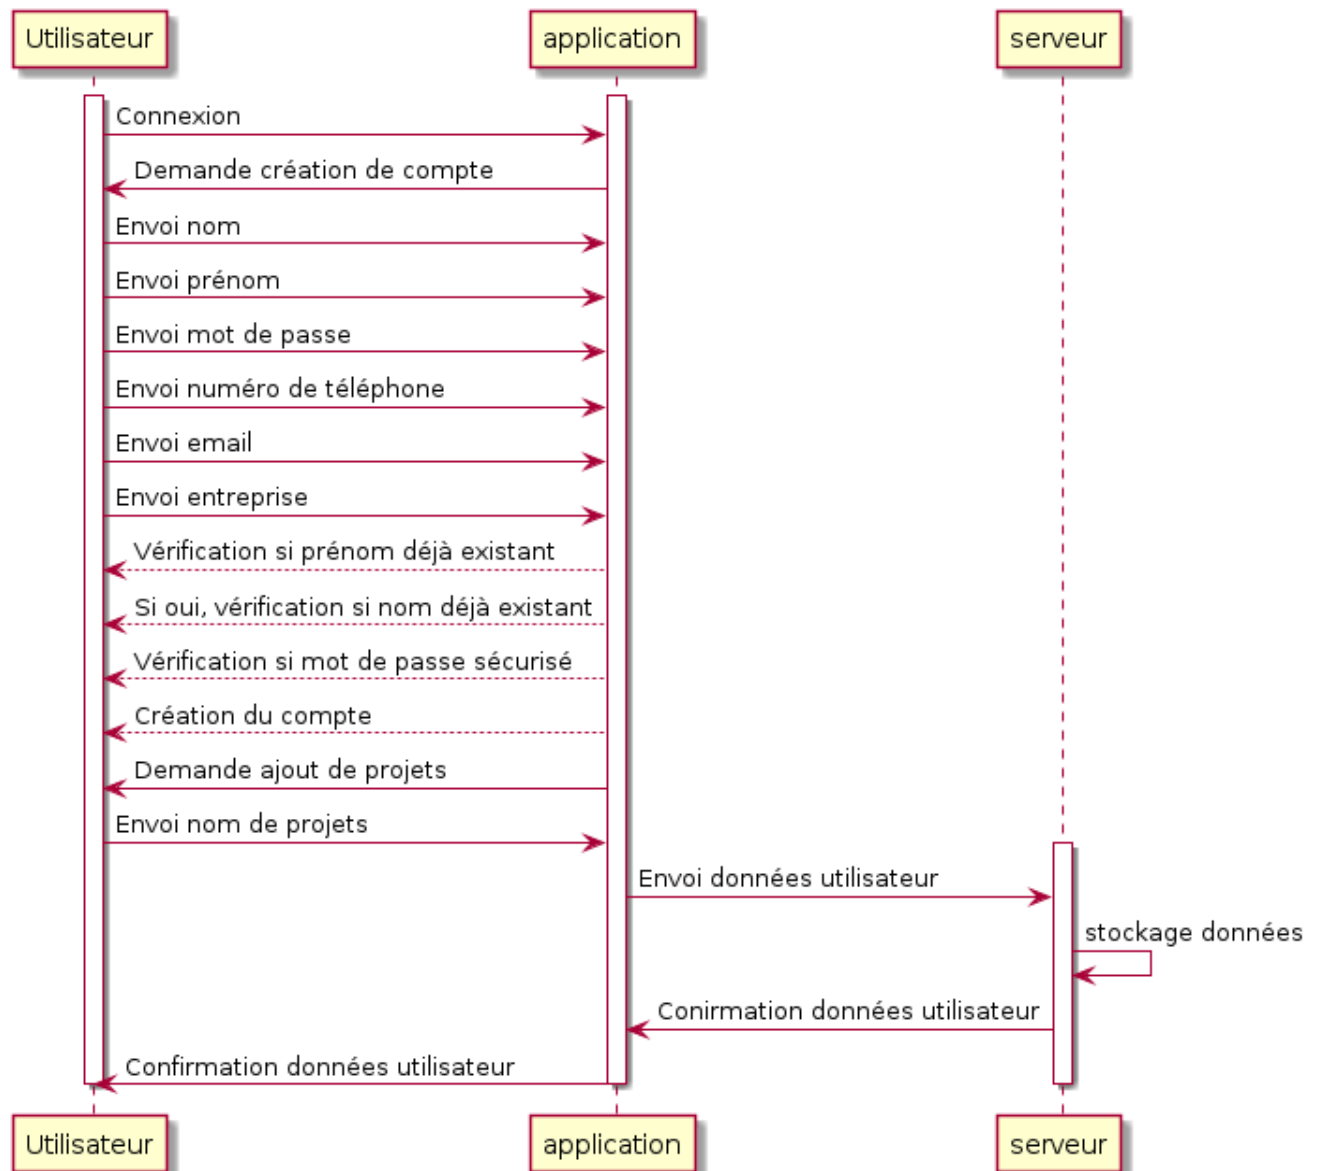 Utilisateur
application
serveur
Connexion
Demande création de compte
Envoi nom
Envoi prénom
Envoi mot de passe
Envoi numéro de téléphone
Envoi email
Envoi entreprise
Vérification si prénom déjà existant
Si oui, vérification si nom déjà existant
Vérification si mot de passe sécurisé
Création du compte
Demande ajout de projets
Envoi nom de projets
Envoi données utilisateur
stockage données
Conirmation données utilisateur
Confirmation données utilisateur
Utilisateur
application
serveur